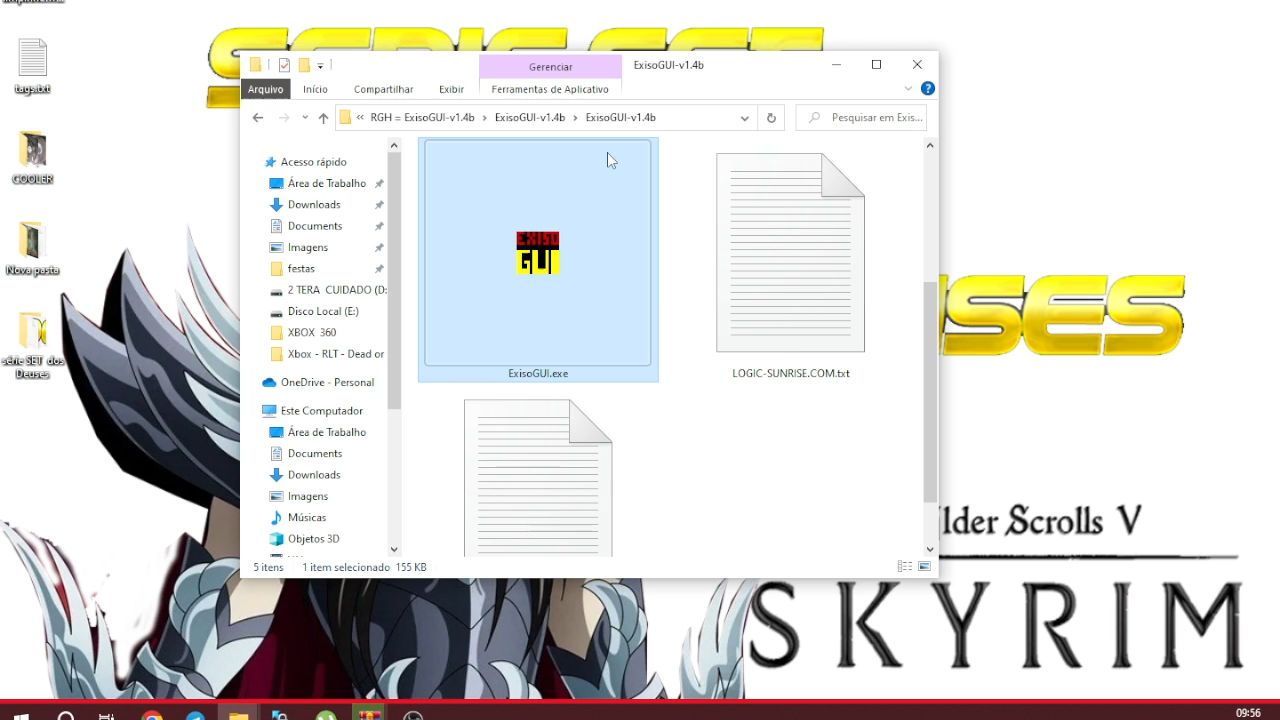 tags.txt
COOLER
Nova pasta
série SET dos
Deuses
Gerenciar
ExisoGUI-v1.4b
Arquivo
Início
Compartilhar
Exibir
Ferramentas de Aplicativo
« RGH = ExisoGUI-v1.4b › ExisoGUI-v1.4b › ExisoGUI-v1.4b
Pesquisar em Exis...
Acesso rápido
Área de Trabalho
Downloads
Documents
Imagens
festas
2 TERA CUIDADO (D:
Disco Local (E:)
XBOX 360
Xbox - RLT - Dead or
OneDrive - Personal
Este Computador
Área de Trabalho
Documents
Downloads
Imagens
Músicas
Objetos 3D
EXISO
GUI
ExisoGUI.exe
LOGIC-SUNRISE.COM.txt
5 itens
1 item selecionado 155 KB
lder Scrolls V
SKYRIM
09:56